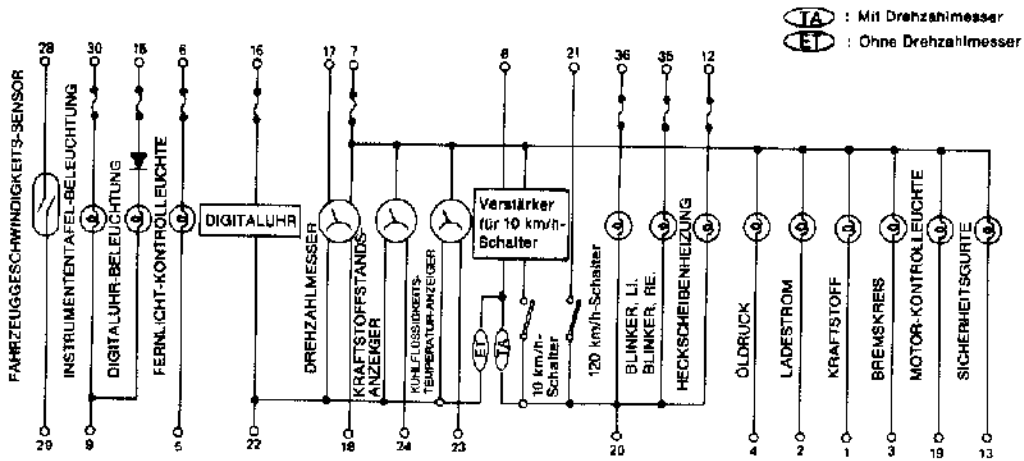 TA : Mit Drehzahlmesser
ET : Ohne Drehzahlmesser
28 30 15 6 16 17 7 8 21 36 35 12
FAHRZEUGGESCHWINDIGKEITS-SENSOR
INSTRUMENTENTAFEL-BELEUCHTUNG
DIGITALUHR-BELEUCHTUNG
FERNLICHT-KONTROLLEUCHTE
DIGITALUHR
DREHZAHLMESSER
KRAFTSTOFFSTANDS-
ANZEIGER
KÜHLFLÜSSIGKEITS-
TEMPERATUR-ANZEIGER
Verstärker
für 10 km/h-
Schalter
ET
TA
10 km/h-
Schalter
120 km/h-Schalter
BLINKER, LI.
BLINKER, RE.
HECKSCHEIBENHEIZUNG
ÖLDRUCK
LADESTROM
KRAFTSTOFF
BREMSKREIS
MOTOR-KONTROLLEUCHTE
SICHERHEITSGURTE
29 9 5 22 18 24 23 20 4 2 1 3 19 13